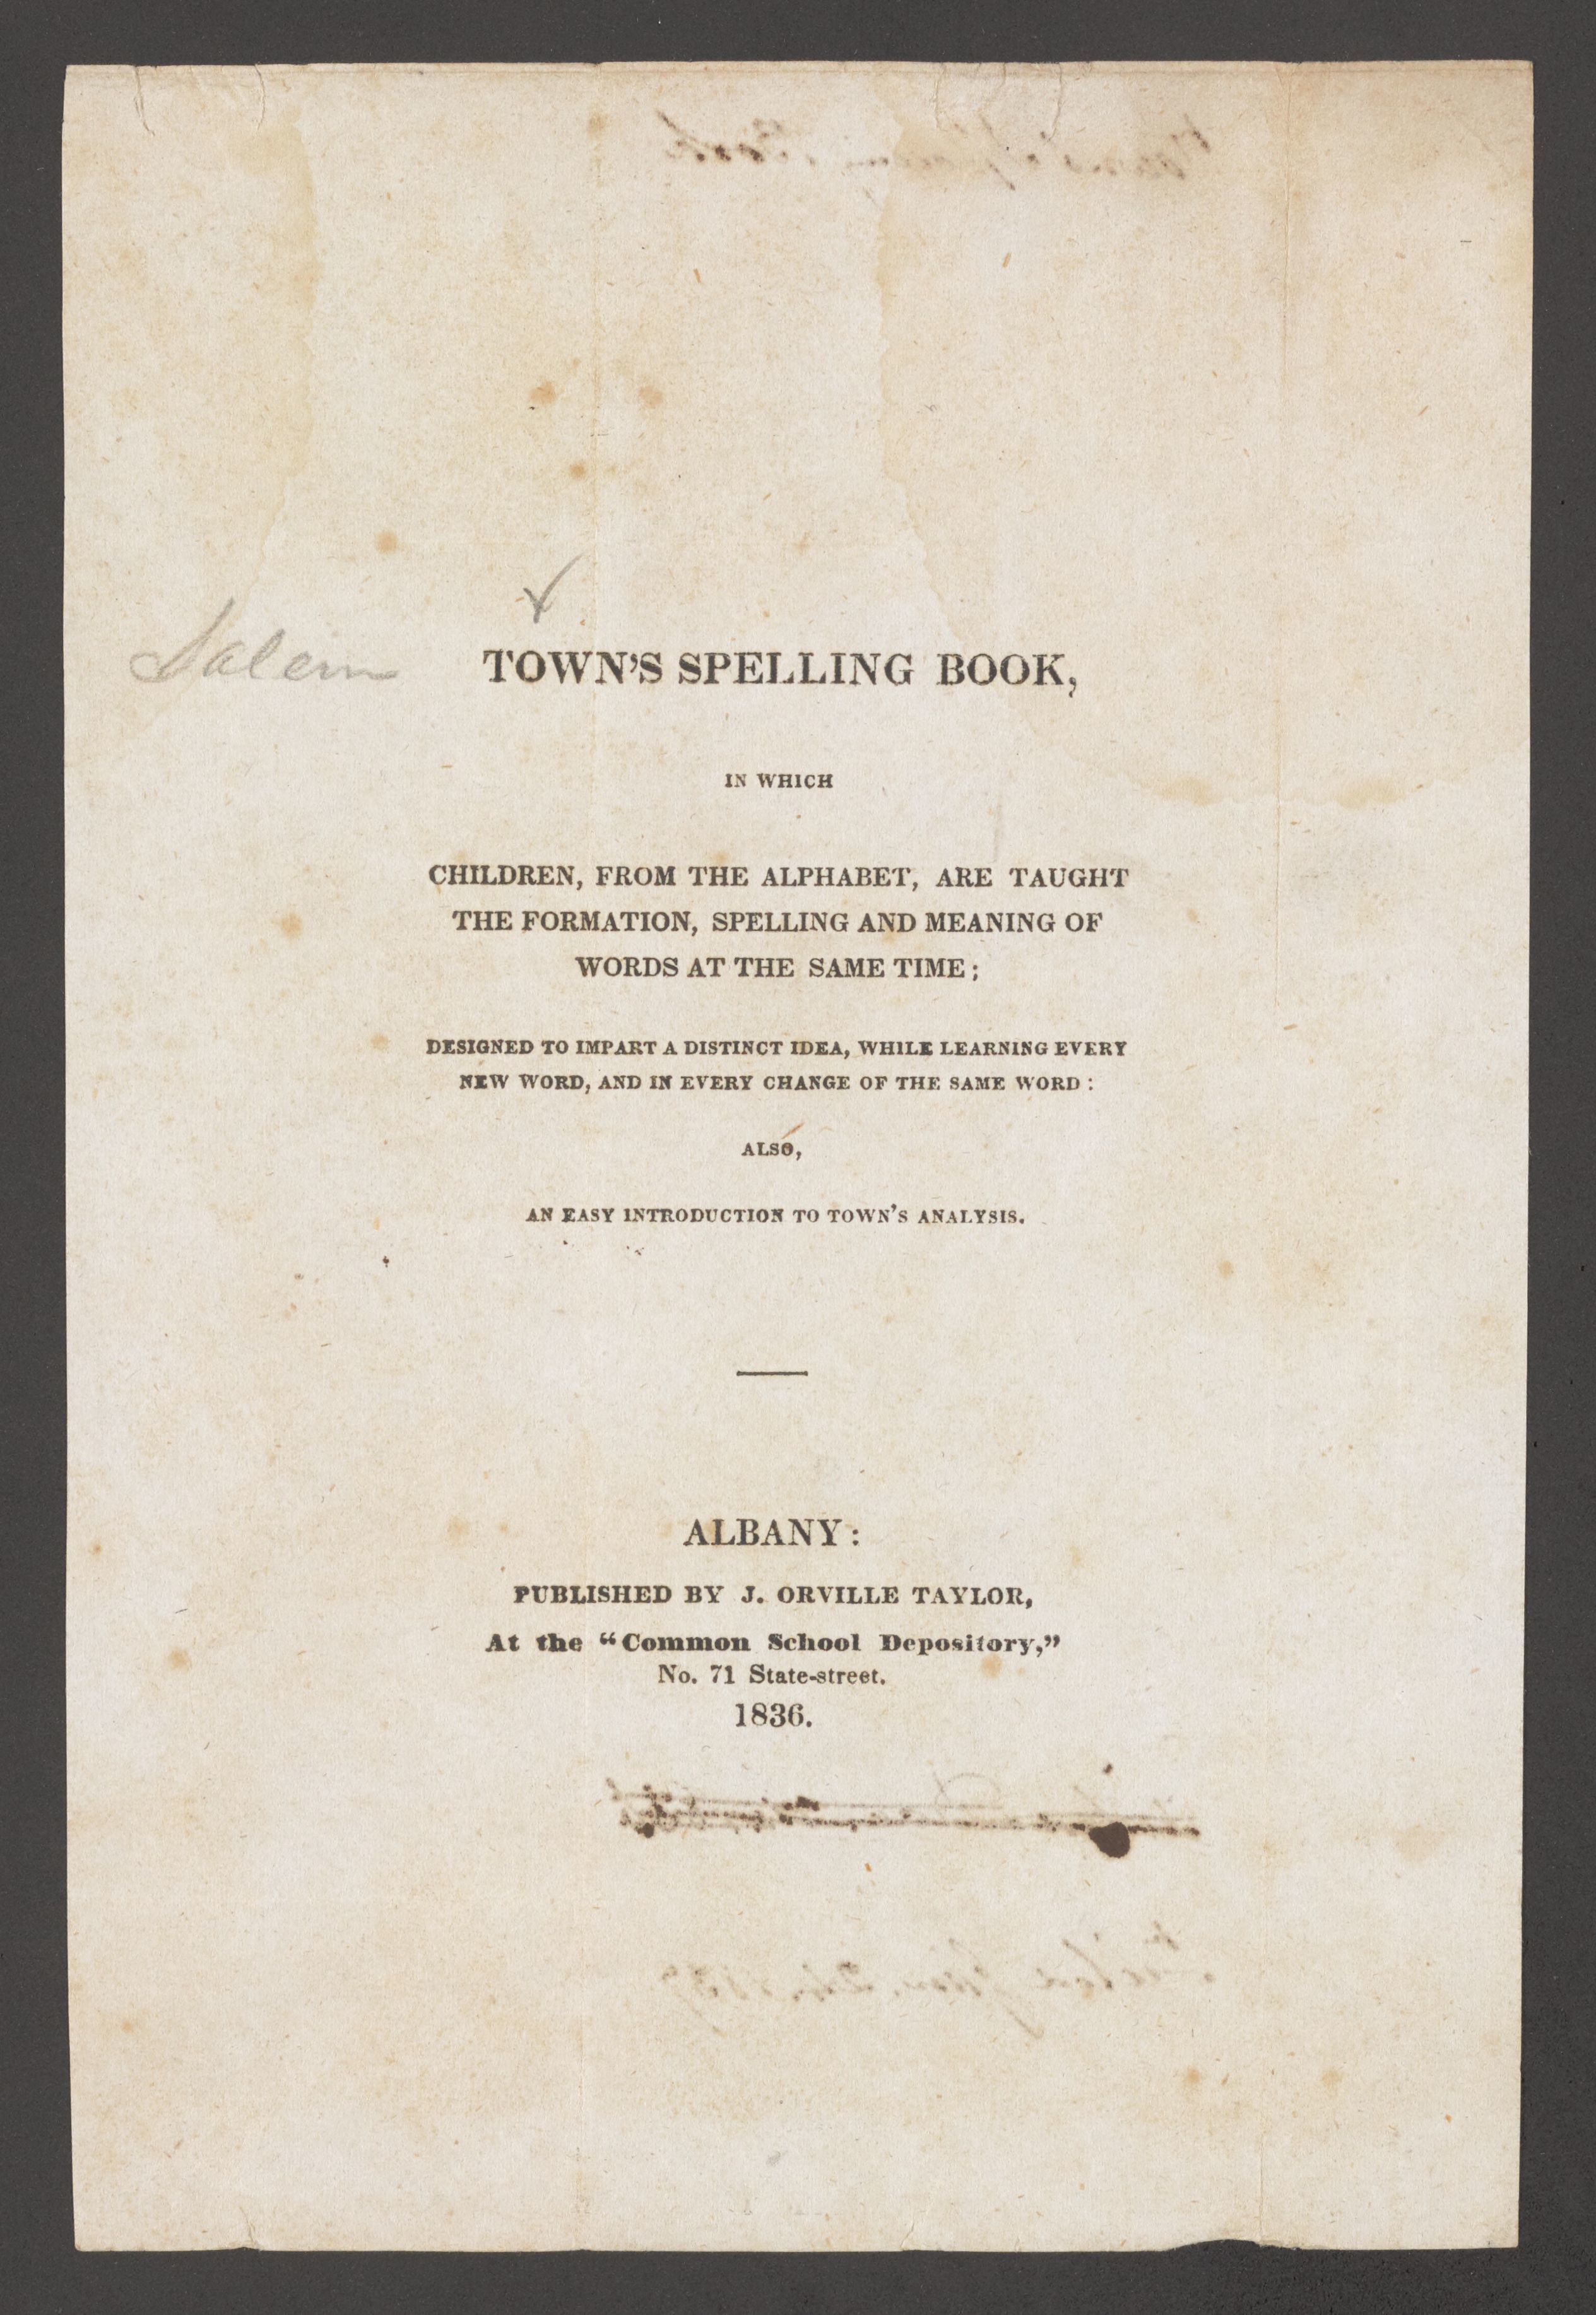 Salem
TOWN'S SPELLING BOOK,
IN WHICH
CHILDREN, FROM THE ALPHABET, ARE TAUGHT
THE FORMATION, SPELLING AND MEANING OF
WORDS AT THE SAME TIME;
DESIGNED TO IMPART A DISTINCT IDEA, WHILE LEARNING EVERY
NEW WORD, AND IN EVERY CHANGE OF THE SAME WORD:
ALSO,
AN EASY INTRODUCTION TO TOWN'S ANALYSIS.
ALBANY:
PUBLISHED BY J. ORVILLE TAYLOR,
At the "Common School Depository,"
No. 71 State-street.
1836.